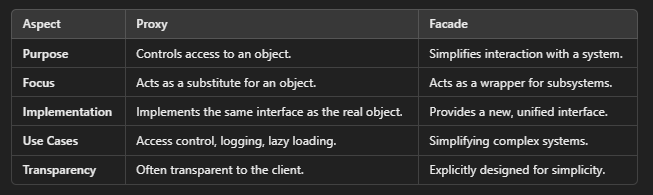 Aspect Proxy Facade
Purpose Controls access to an object. Simplifies interaction with a system.
Focus Acts as a substitute for an object. Acts as a wrapper for subsystems.
Implementation Implements the same interface as the real object. Provides a new, unified interface.
Use Cases Access control, logging, lazy loading. Simplifying complex systems.
Transparency Often transparent to the client. Explicitly designed for simplicity.